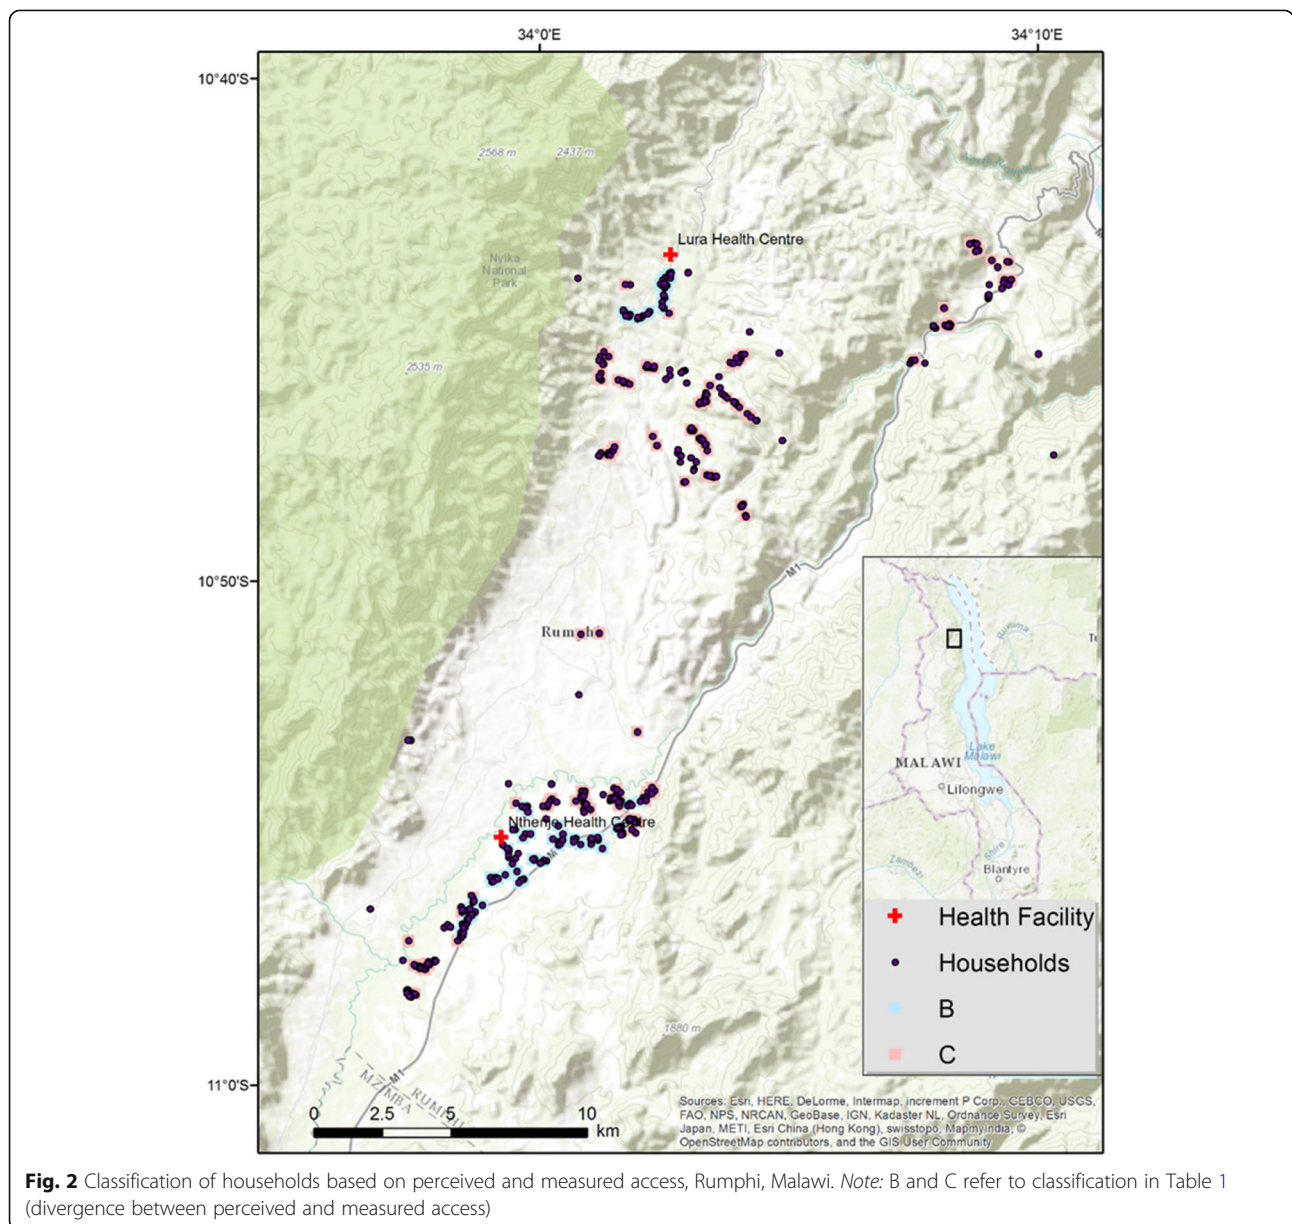 34°0'E
34°10'E
10°40'S
2568 m
2437 m
North Rumphi
Lura Health Centre
Nyika
National
Park
2535 m
10°50'S
M1
Rumphi
Ruvuma
Lake
Malawi
MALAWI
Lilongwe
Nthenje Health Centre
M
Shire
Zambezi
Blantyre
Health Facility
Households
B
C
1880 m
11°0'S
M1
MZIMBA
0 2.5 5 10
km
Sources: Esri, HERE, DeLorme, Intermap, increment P Corp., GEBCO, USGS,
FAO, NPS, NRCAN, GeoBase, IGN, Kadaster NL, Ordnance Survey, Esri
Japan, METI, Esri China (Hong Kong), swisstopo, MapmyIndia, ©
OpenStreetMap contributors, and the GIS User Community
Fig. 2 Classification of households based on perceived and measured access, Rumphi, Malawi. Note: B and C refer to classification in Table 1
(divergence between perceived and measured access)